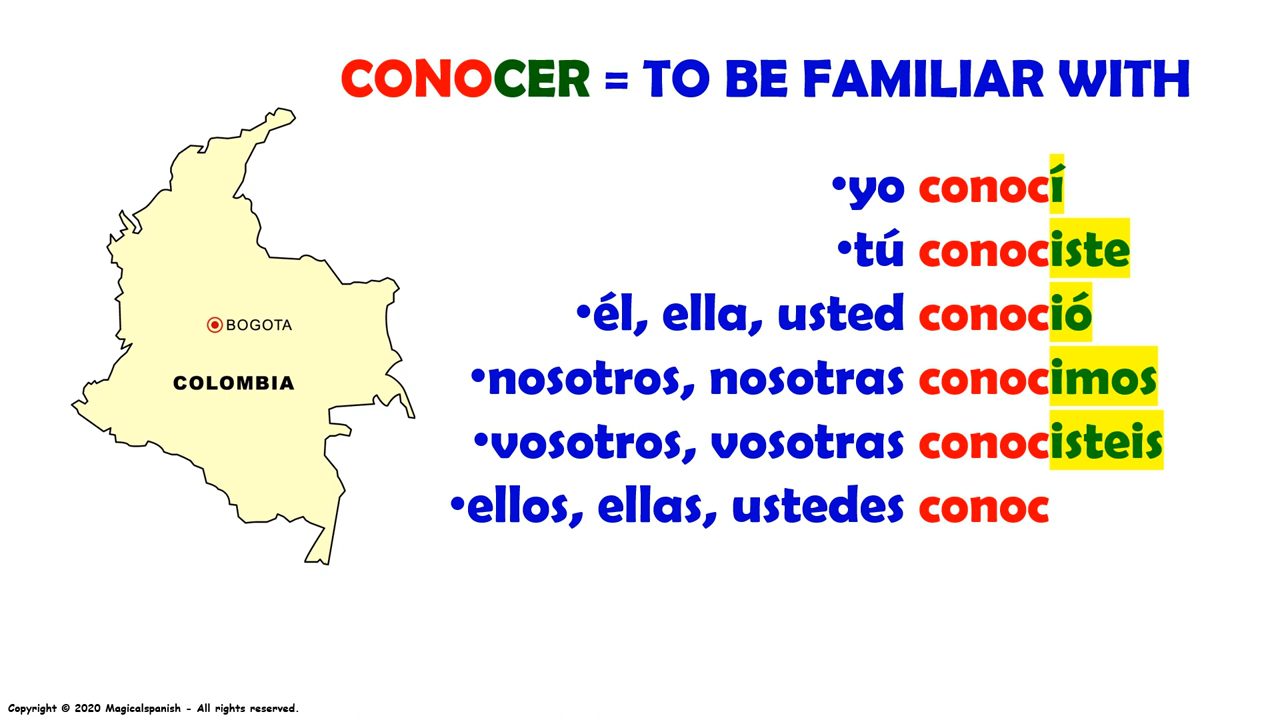 CONOCER = TO BE FAMILIAR WITH
•yo conocí
•tú conociste
•él, ella, usted conoció
BOGOTA
COLOMBIA
•nosotros, nosotras conocimos
•vosotros, vosotras conocisteis
•ellos, ellas, ustedes conoc
Copyright © 2020 Magicalspanish - All rights reserved.